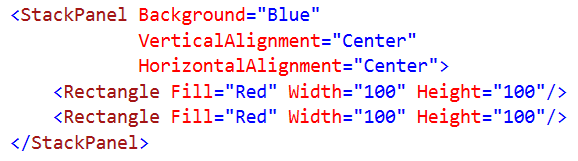 <StackPanel Background="Blue"
            VerticalAlignment="Center"
            HorizontalAlignment="Center">
    <Rectangle Fill="Red" Width="100" Height="100"/>
    <Rectangle Fill="Red" Width="100" Height="100"/>
</StackPanel>